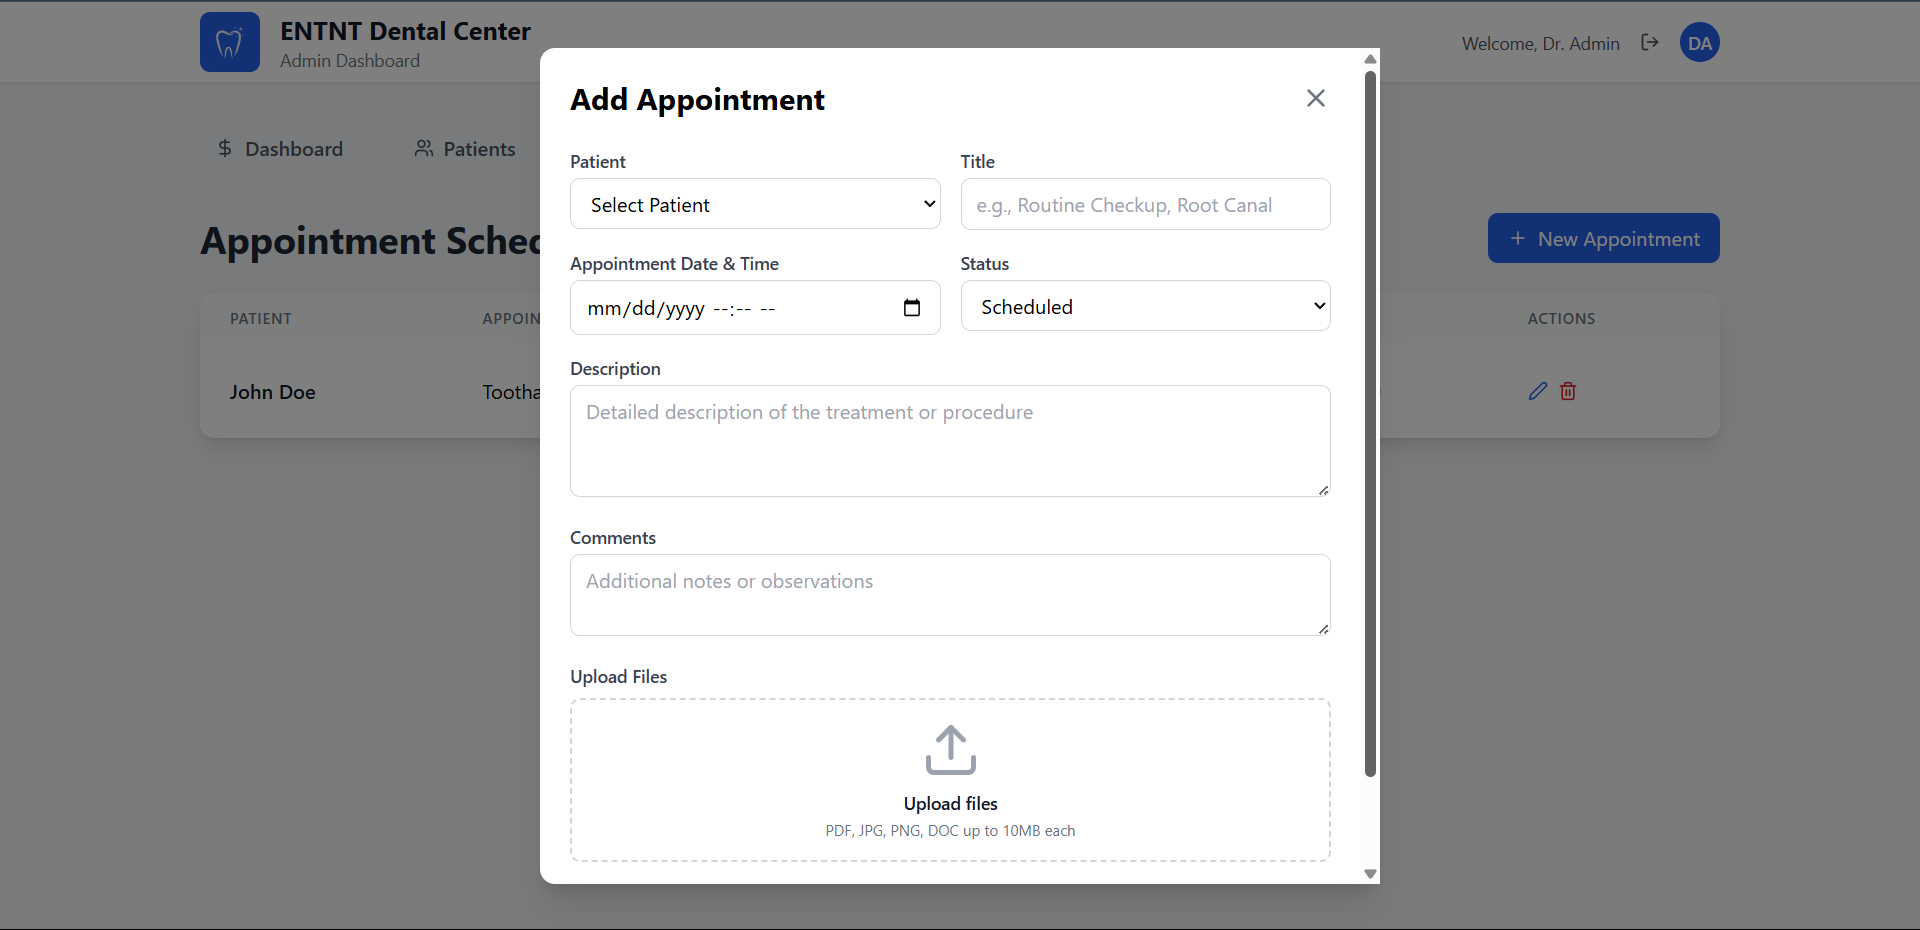 ENTNT Dental Center
Admin Dashboard
Welcome, Dr. Admin
DA
Dashboard
Patients
Appointment Sched
New Appointment
PATIENT
APPOIN
ACTIONS
John Doe
Tootha
Add Appointment
Patient
Title
Select Patient
e.g., Routine Checkup, Root Canal
Appointment Date & Time
Status
mm/dd/yyyy --:-- --
Scheduled
Description
Detailed description of the treatment or procedure
Comments
Additional notes or observations
Upload Files
Upload files
PDF, JPG, PNG, DOC up to 10MB each